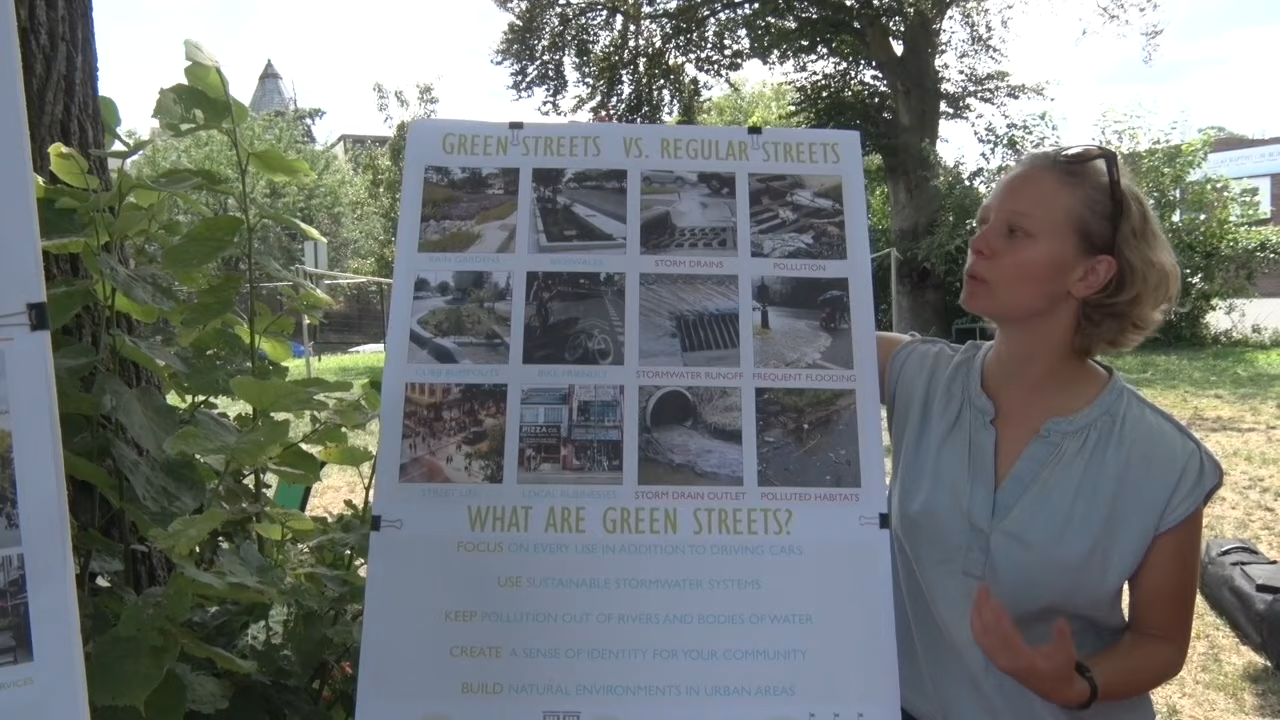 GREEN STREETS VS. REGULAR STREETS
RAIN GARDENS BIOSWALES STORM DRAINS POLLUTION
CURB BUMPOUTS BIKE FRIENDLY STORMWATER RUNOFF FREQUENT FLOODING
PIZZA CO.
STREET LIFE LOCAL BUSINESSES STORM DRAIN OUTLET POLLUTED HABITATS
WHAT ARE GREEN STREETS?
FOCUS ON EVERY USE IN ADDITION TO DRIVING CARS
USE SUSTAINABLE STORMWATER SYSTEMS
KEEP POLLUTION OUT OF RIVERS AND BODIES OF WATER
CREATE A SENSE OF IDENTITY FOR YOUR COMMUNITY
BUILD NATURAL ENVIRONMENTS IN URBAN AREAS